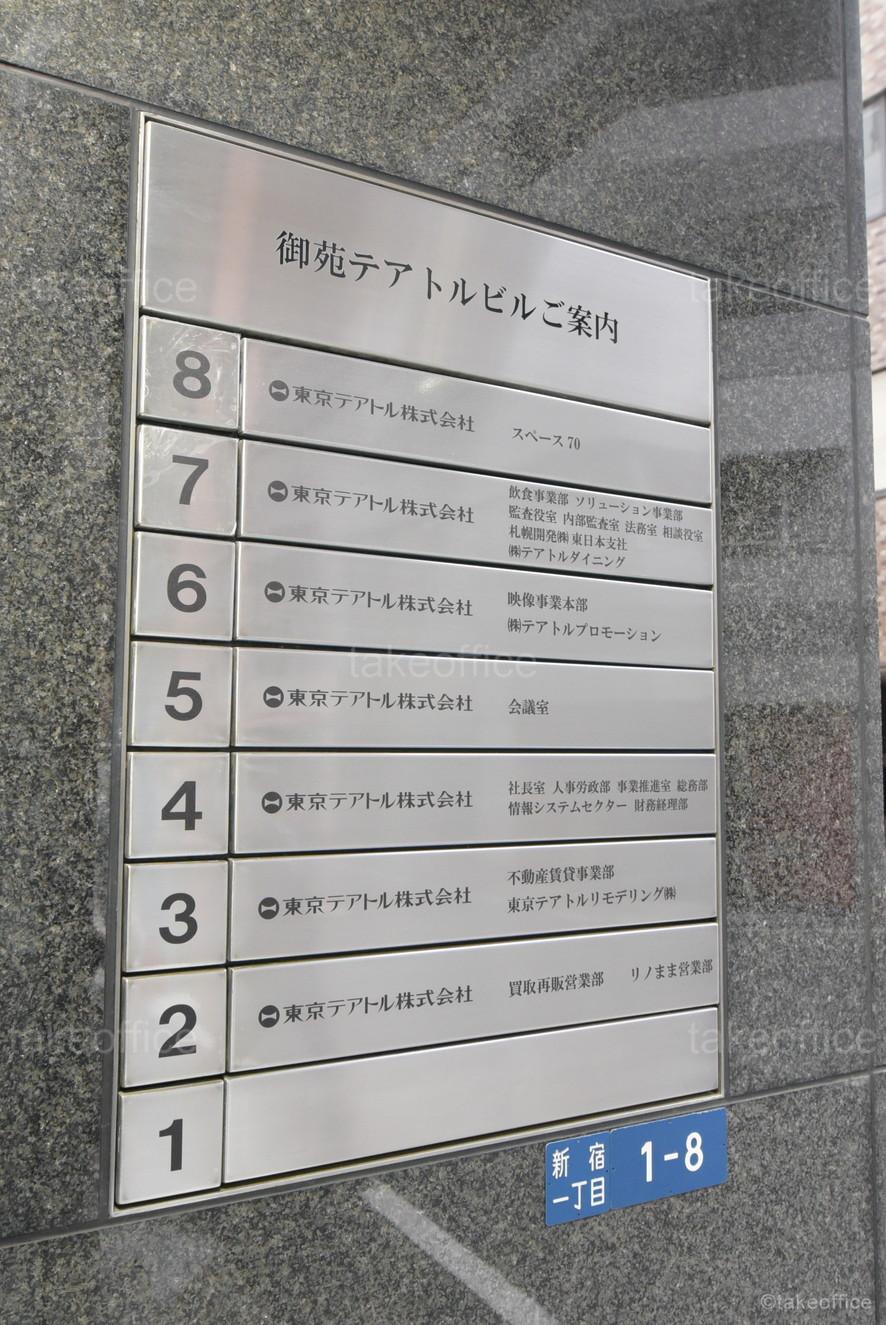 御苑テアトルビルご案内
8 東京テアトル株式会社 スペース70
7 東京テアトル株式会社 飲食事業部 ソリューション事業部
監査役室 内部監査室 法務室 相談役室
札幌開発㈱ 東日本支社
㈱テアトルダイニング
6 東京テアトル株式会社 映像事業本部
㈱テアトルプロモーション
5 東京テアトル株式会社 会議室
4 東京テアトル株式会社 社長室 人事労政部 事業推進室 総務部
情報システムセクター 財務経理部
3 東京テアトル株式会社 不動産賃貸事業部
東京テアトルリモデリング㈱
2 東京テアトル株式会社 買取再販営業部 リノまま営業部
1
新宿 一丁目 1-8
takeoffice
takeoffice
takeoffice
takeoffice
©takeoffice